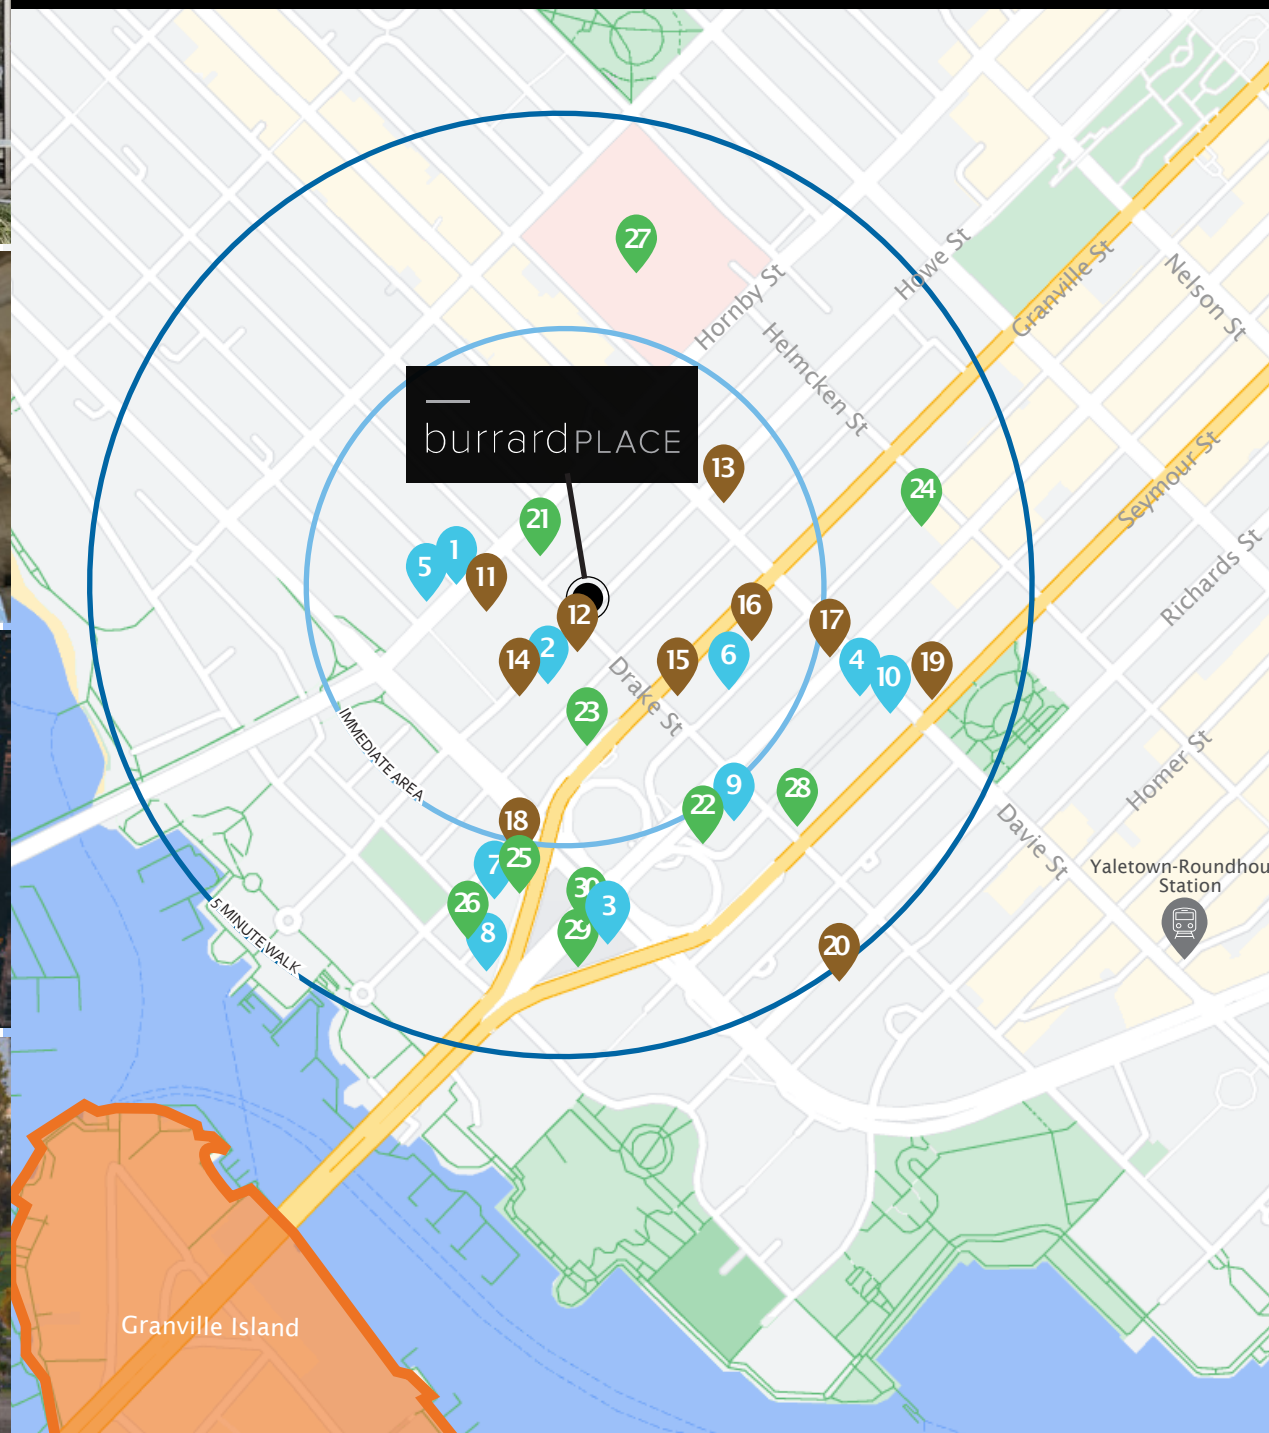 27
Howe St
Granville St
Nelson St
Hornby St
Helmcken St
burrardPLACE
13
24
Seymour St
21
1
5
11
Richards St
12
16
17
14
2
15
6
4
10
19
Drake St
23
IMMEDIATE AREA
Homer St
9
22
28
18
Davie St
7
25
Yaletown-Roundhou
Station
26
30
3
8
29
5 MINUTE WALK
20
Granville Island